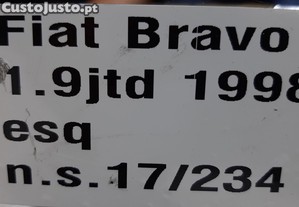 CustoJusto.pt
Fiat Bravo
1.9jtd 1998
esq
n.s.17/234